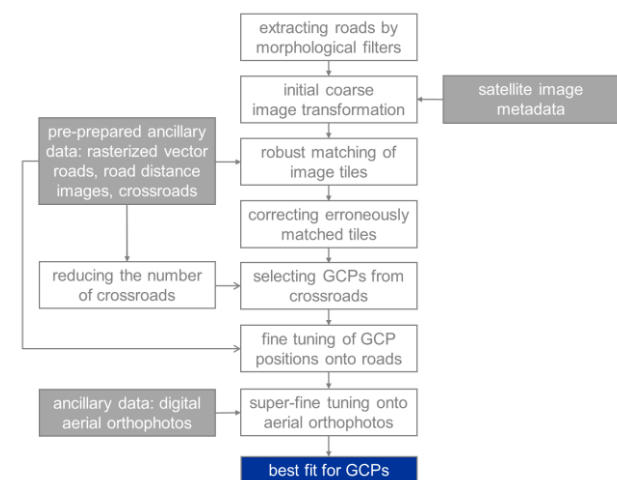 extracting roads by
morphological filters
initial coarse
image transformation
satellite image
metadata
pre-prepared ancillary
data: rasterized vector
roads, road distance
images, crossroads
robust matching of
image tiles
correcting erroneously
matched tiles
reducing the number
of crossroads
selecting GCPs from
crossroads
fine tuning of GCP
positions onto roads
ancillary data: digital
aerial orthophotos
super-fine tuning onto
aerial orthophotos
best fit for GCPs